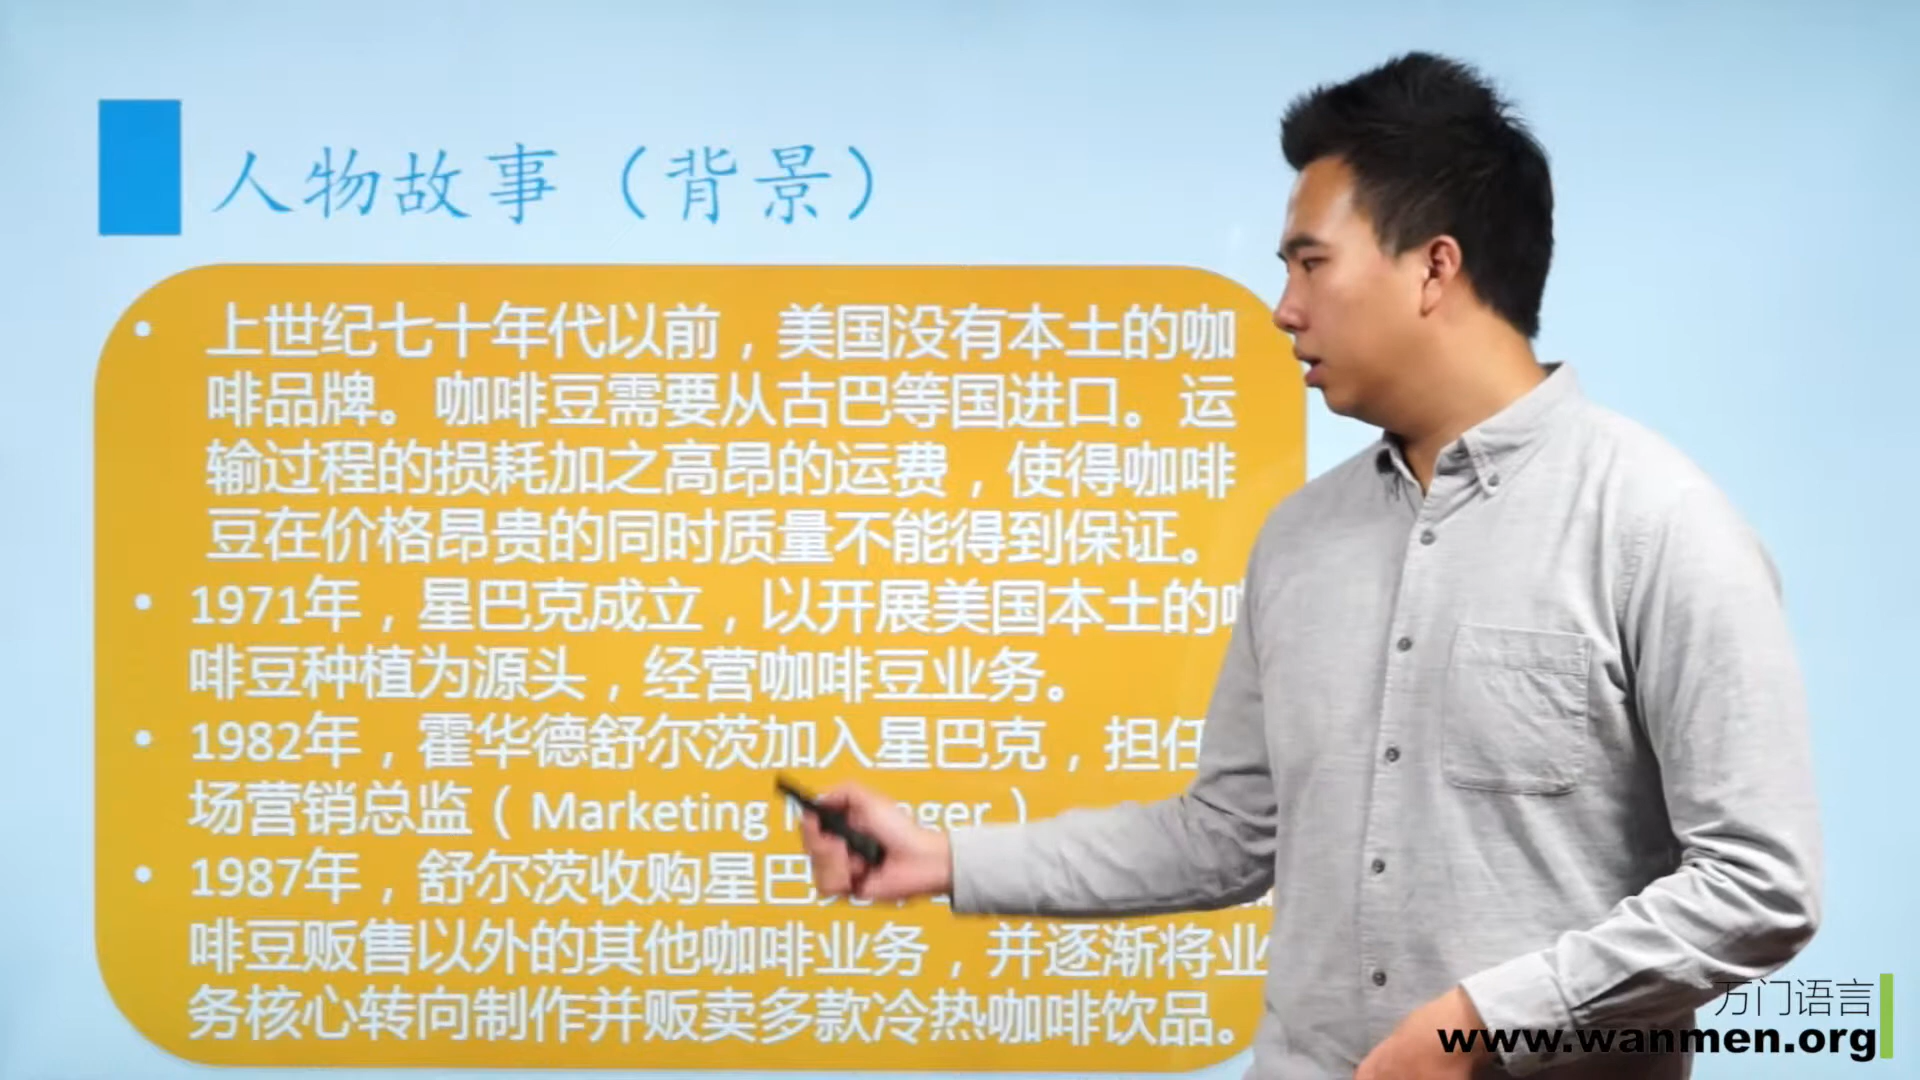 人物故事（背景）
• 上世纪七十年代以前，美国没有本土的咖
啡品牌。咖啡豆需要从古巴等国进口。运
输过程的损耗加之高昂的运费，使得咖啡
豆在价格昂贵的同时质量不能得到保证。
• 1971年，星巴克成立，以开展美国本土的
啡豆种植为源头，经营咖啡豆业务。
• 1982年，霍华德舒尔茨加入星巴克，担任
场营销总监（Marketing
• 1987年，舒尔茨收购星巴
啡豆贩售以外的其他咖啡业务，并逐渐将业
务核心转向制作并贩卖多款冷热咖啡饮品。
万门语言
www.wanmen.org